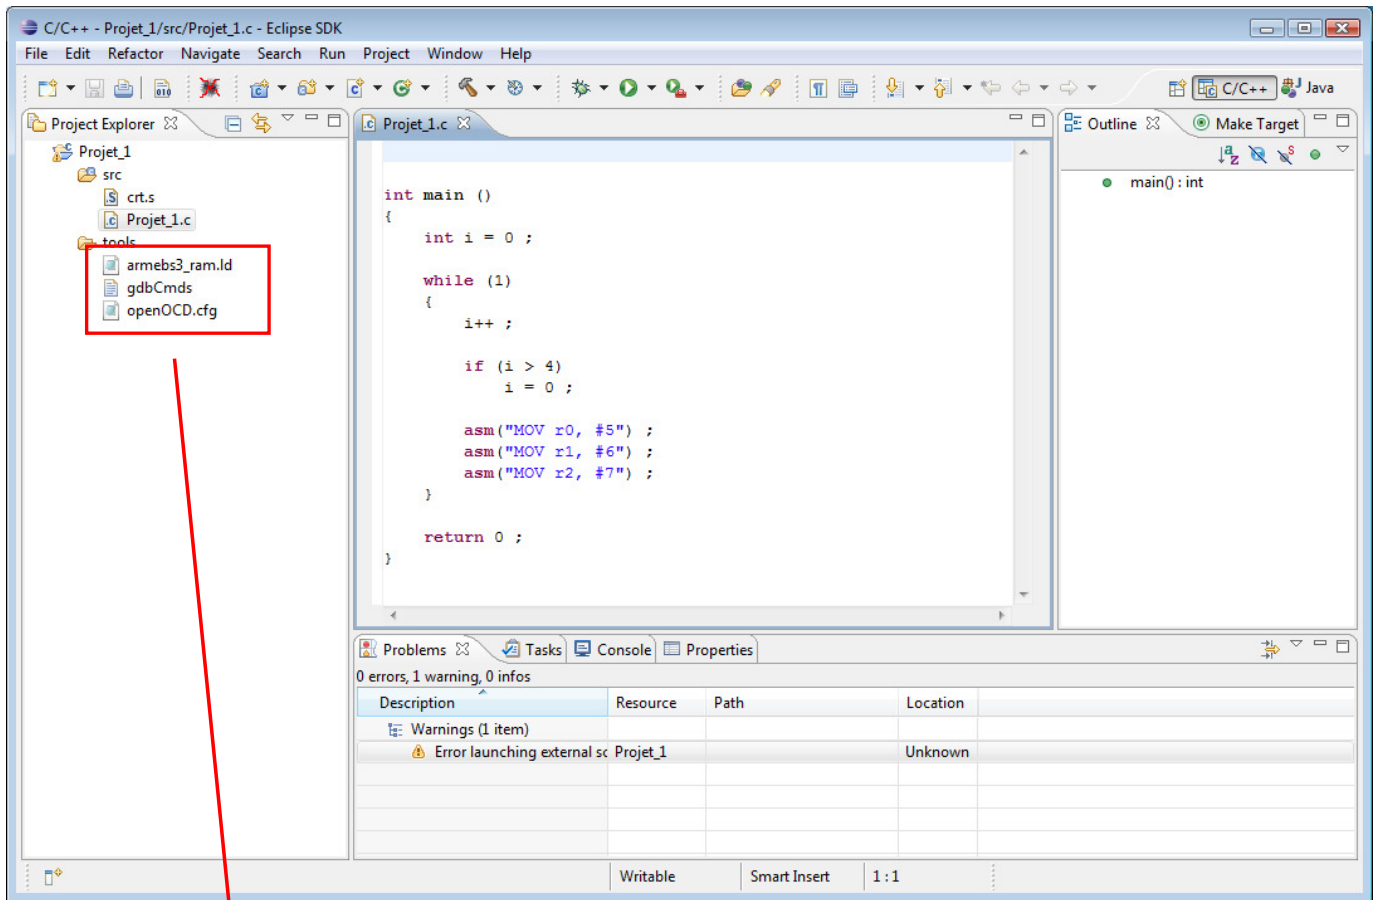 C/C++ - Projet_1/src/Projet_1.c - Eclipse SDK
File Edit Refactor Navigate Search Run Project Window Help
C/C++ Java
Project Explorer
Projet_1
src
crt.s
Projet_1.c
tools
armebs3_ram.ld
gdbCmds
openOCD.cfg
Projet_1.c
int main ()
{
int i = 0 ;
while (1)
{
i++ ;
if (i > 4)
i = 0 ;
asm("MOV r0, #5") ;
asm("MOV r1, #6") ;
asm("MOV r2, #7") ;
}
return 0 ;
}
Outline Make Target
main() : int
Problems Tasks Console Properties
0 errors, 1 warning, 0 infos
Description Resource Path Location
Warnings (1 item)
Error launching external sc Projet_1 Unknown
Writable Smart Insert 1 : 1